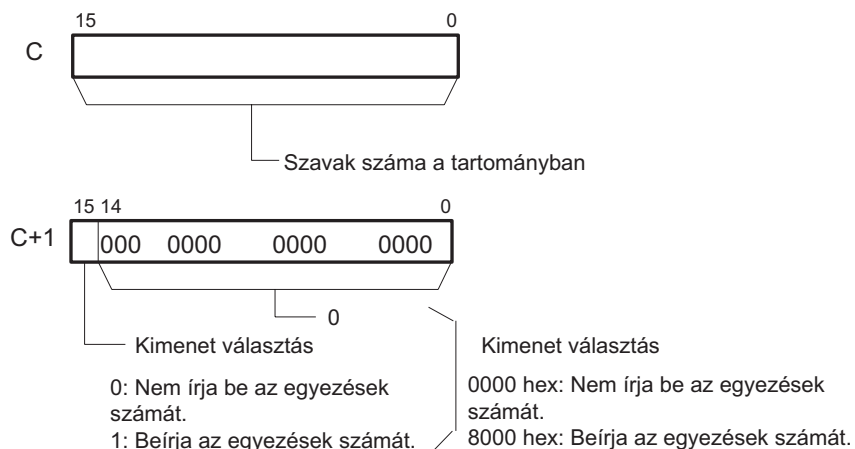 15 0
C
Szavak száma a tartományban
15 14 0
C+1 000 0000 0000 0000
0
Kimenet választás
0: Nem írja be az egyezések
számát.
1: Beírja az egyezések számát.
Kimenet választás
0000 hex: Nem írja be az egyezések
számát.
8000 hex: Beírja az egyezések számát.